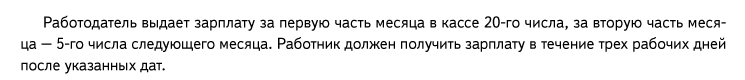 Работодатель выдает зарплату за первую часть месяца в кассе 20-го числа, за вторую часть меся-
ца — 5-го числа следующего месяца. Работник должен получить зарплату в течение трех рабочих дней
после указанных дат.